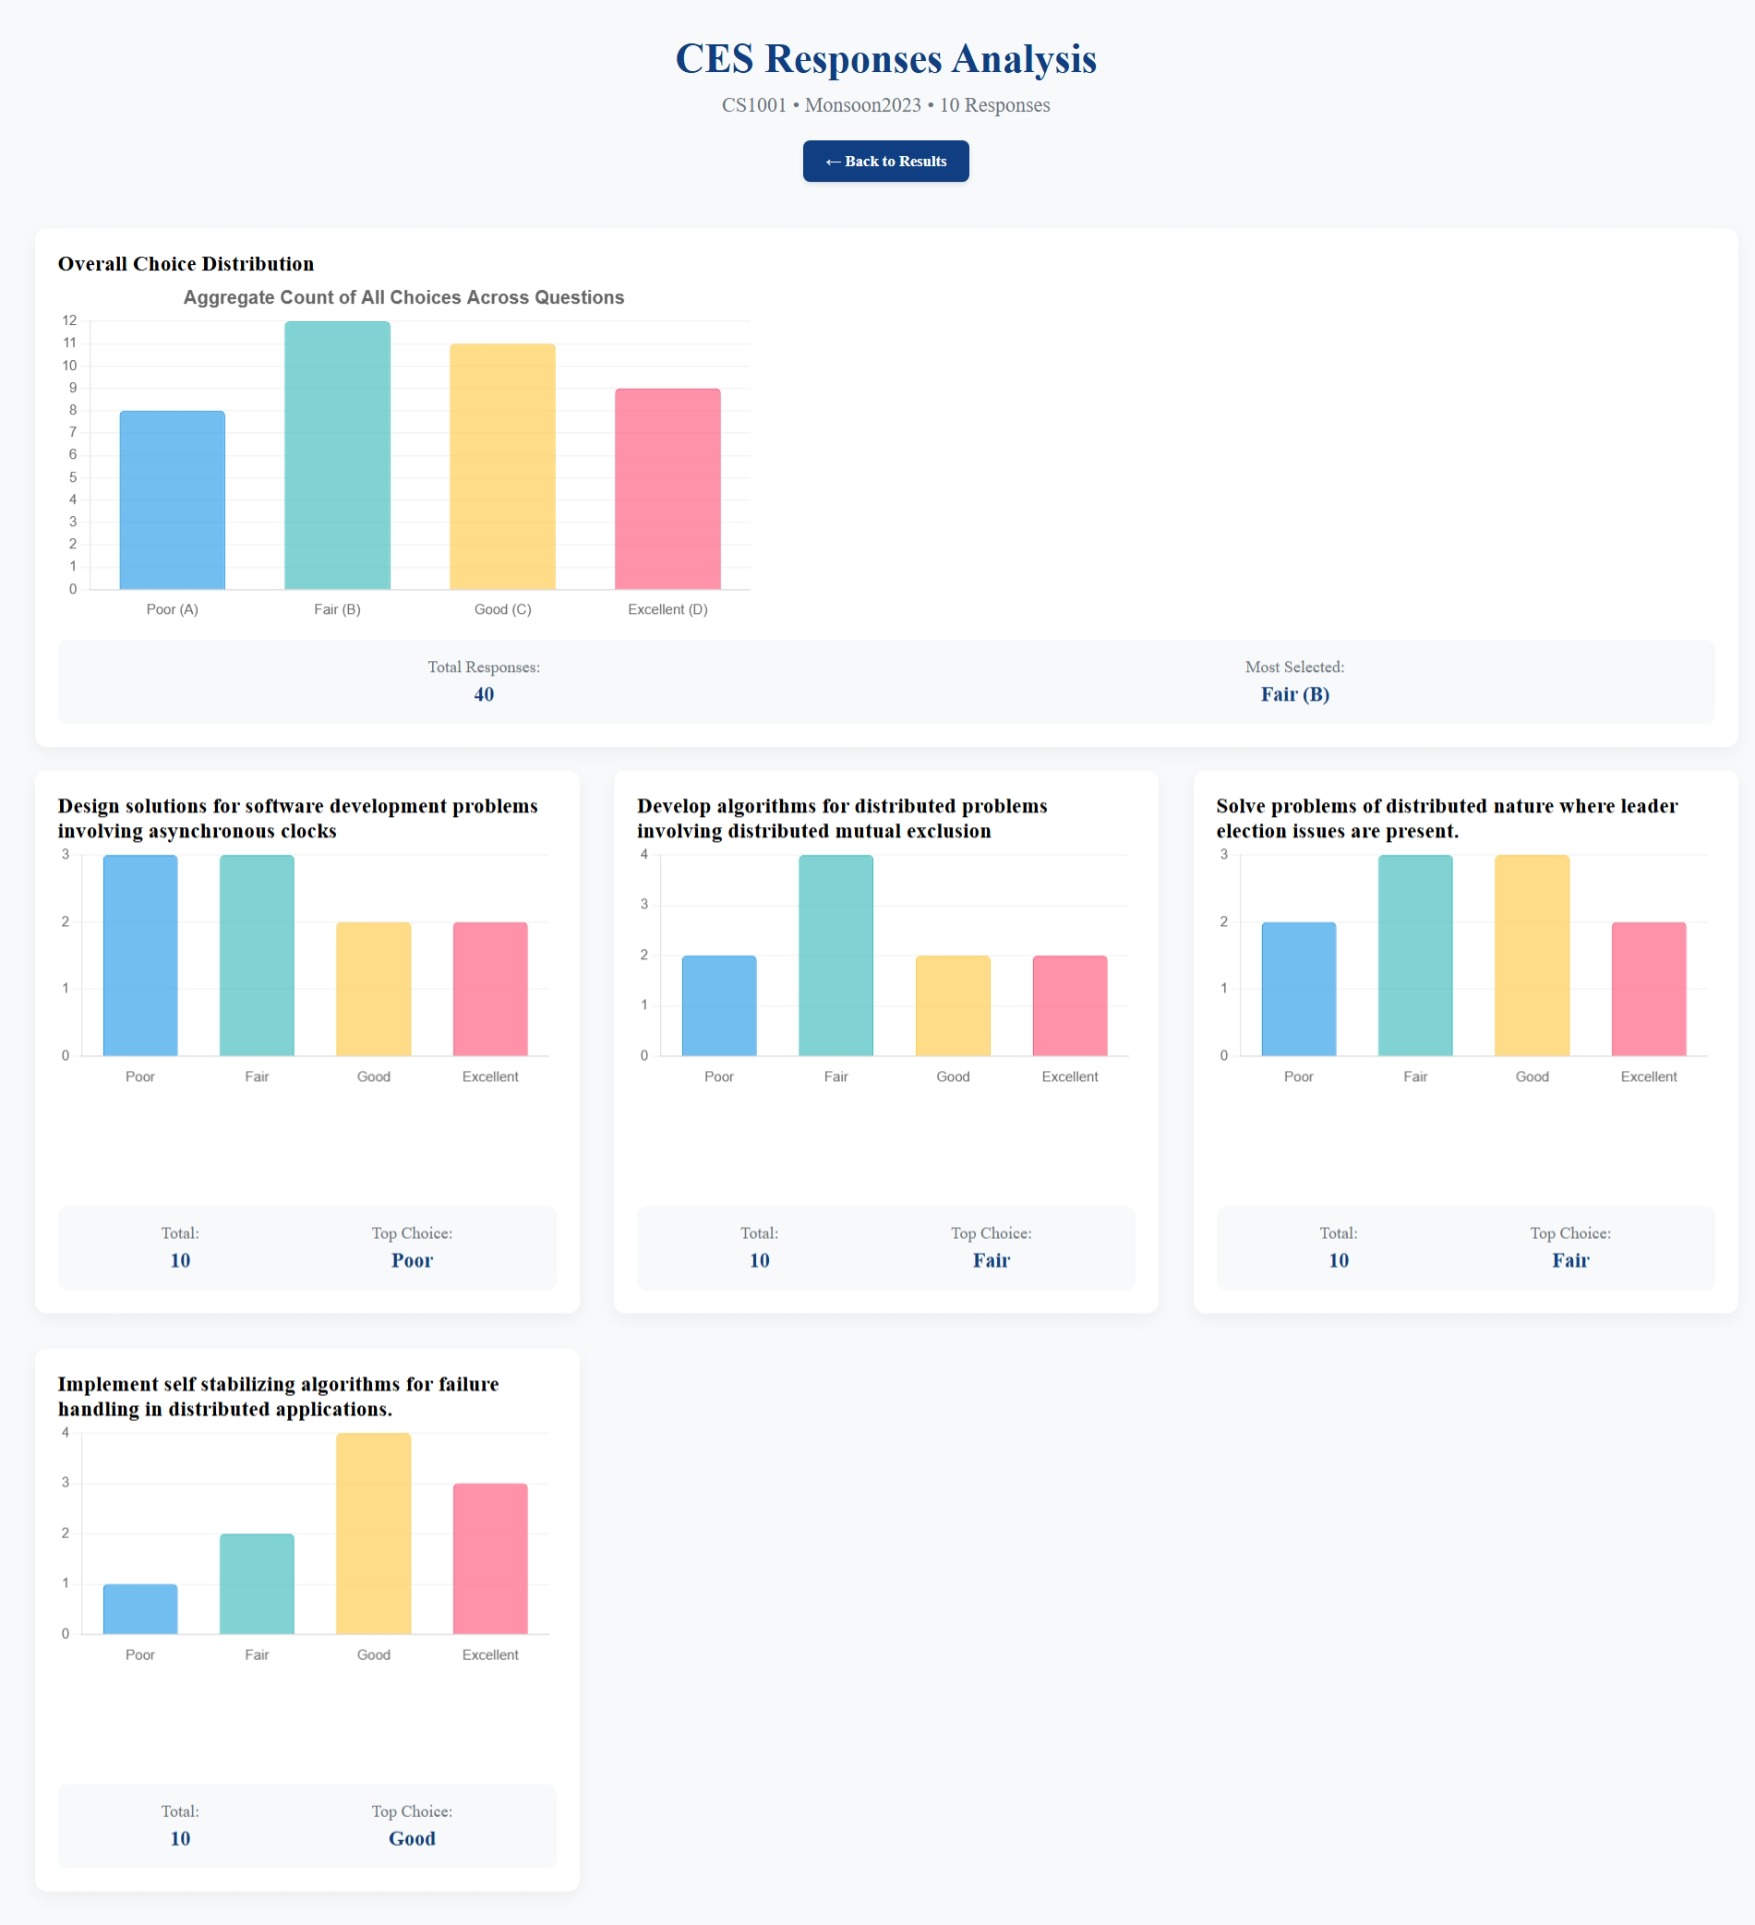 CES Responses Analysis
CS1001 • Monsoon2023 • 10 Responses
← Back to Results
Overall Choice Distribution
Aggregate Count of All Choices Across Questions
12
11
10
9
8
7
6
5
4
3
2
1
0
Poor (A) Fair (B) Good (C) Excellent (D)
Total Responses: Most Selected:
40 Fair (B)
Design solutions for software development problems
involving asynchronous clocks
3
2
1
0
Poor Fair Good Excellent
Total: Top Choice:
10 Poor
Develop algorithms for distributed problems
involving distributed mutual exclusion
4
3
2
1
0
Poor Fair Good Excellent
Total: Top Choice:
10 Fair
Solve problems of distributed nature where leader
election issues are present.
3
2
1
0
Poor Fair Good Excellent
Total: Top Choice:
10 Fair
Implement self stabilizing algorithms for failure
handling in distributed applications.
4
3
2
1
0
Poor Fair Good Excellent
Total: Top Choice:
10 Good